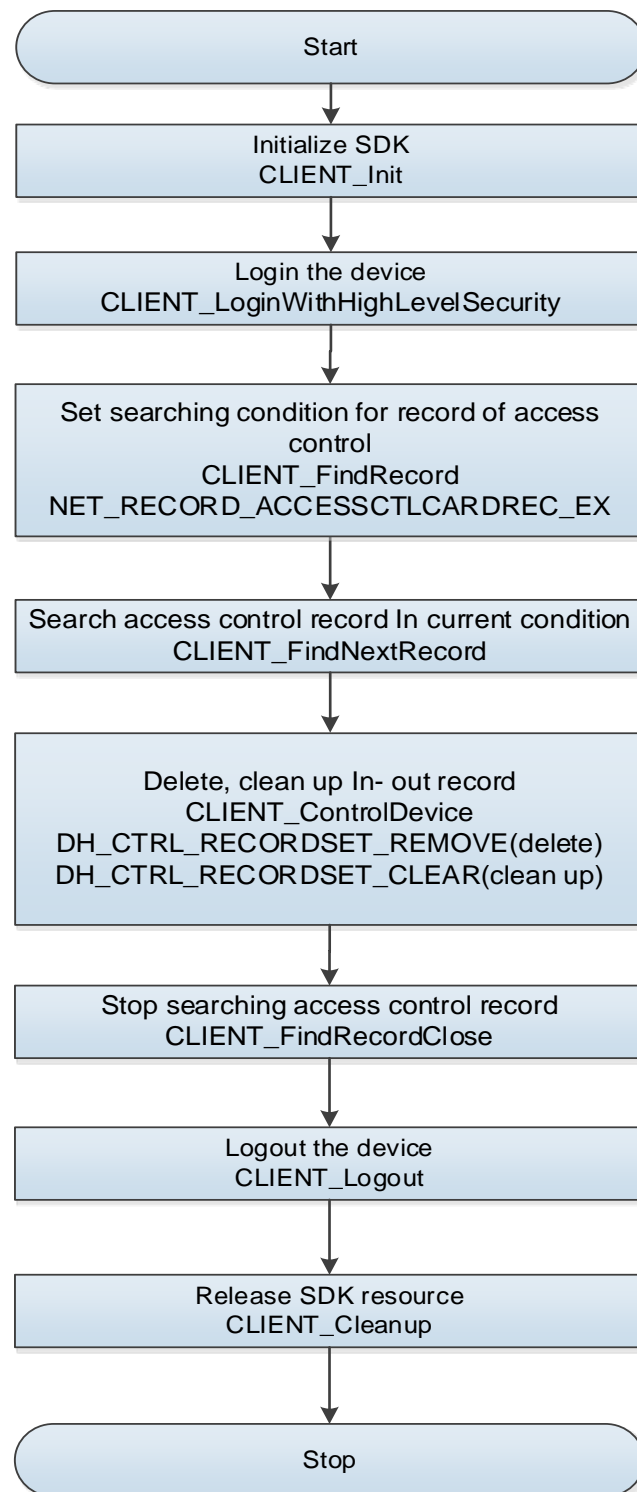 Start
Initialize SDK
CLIENT_Init
Login the device
CLIENT_LoginWithHighLevelSecurity
Set searching condition for record of access
control
CLIENT_FindRecord
NET_RECORD_ACCESSCTLCARDREC_EX
Search access control record In current condition
CLIENT_FindNextRecord
Delete, clean up In- out record
CLIENT_ControlDevice
DH_CTRL_RECORDSET_REMOVE(delete)
DH_CTRL_RECORDSET_CLEAR(clean up)
Stop searching access control record
CLIENT_FindRecordClose
Logout the device
CLIENT_Logout
Release SDK resource
CLIENT_Cleanup
Stop